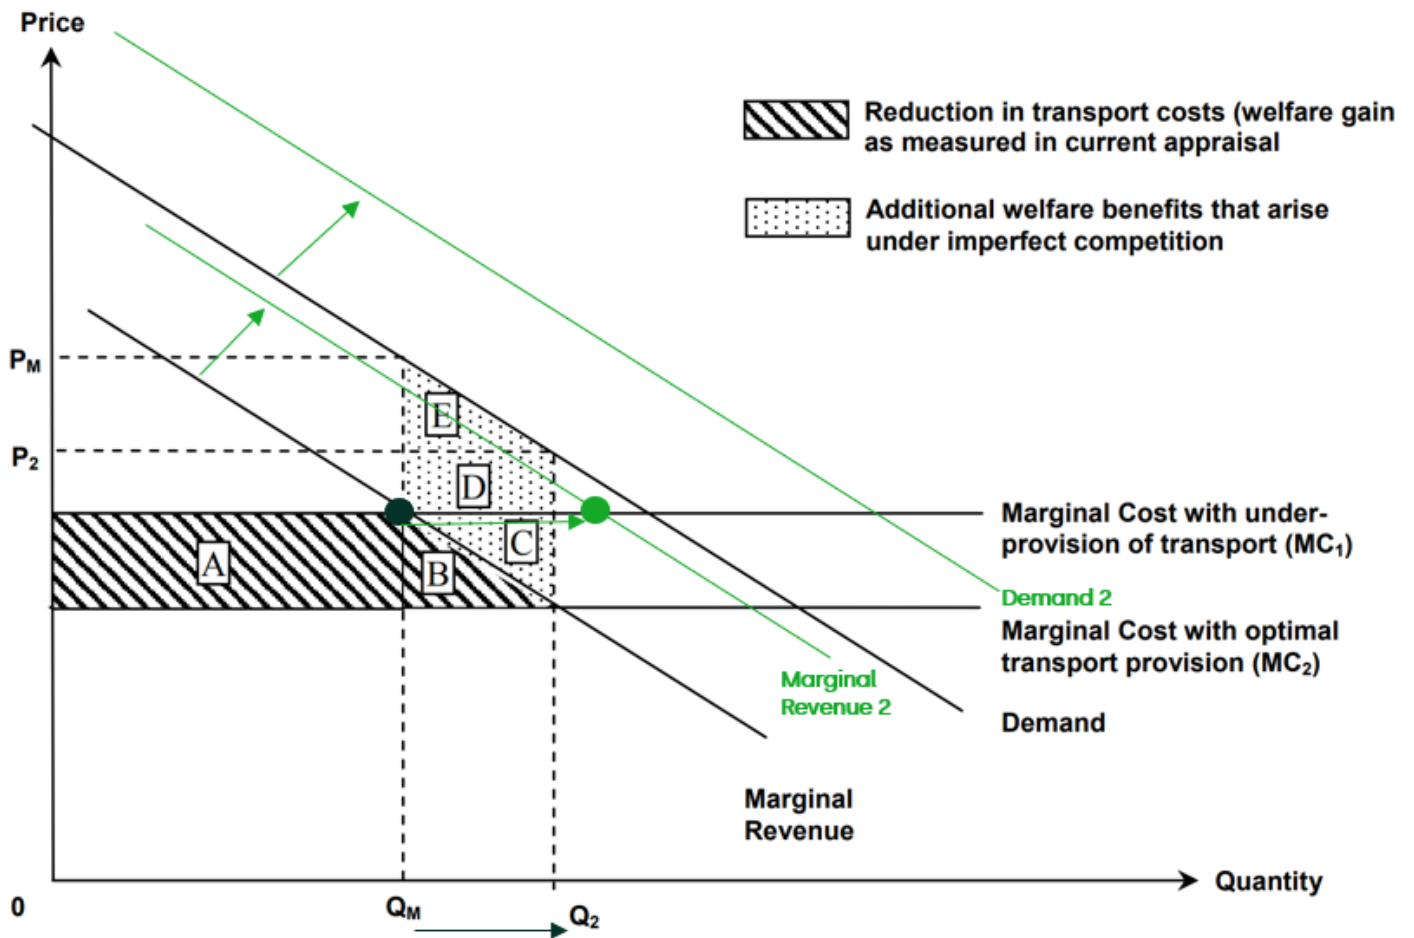 Price
Reduction in transport costs (welfare gain
as measured in current appraisal
Additional welfare benefits that arise
under imperfect competition
PM
E
P2
D
Marginal Cost with under-
provision of transport (MC1)
C
A
B
Demand 2
Marginal Cost with optimal
transport provision (MC2)
Marginal
Revenue 2
Demand
Marginal
Revenue
Quantity
0
QM
Q2